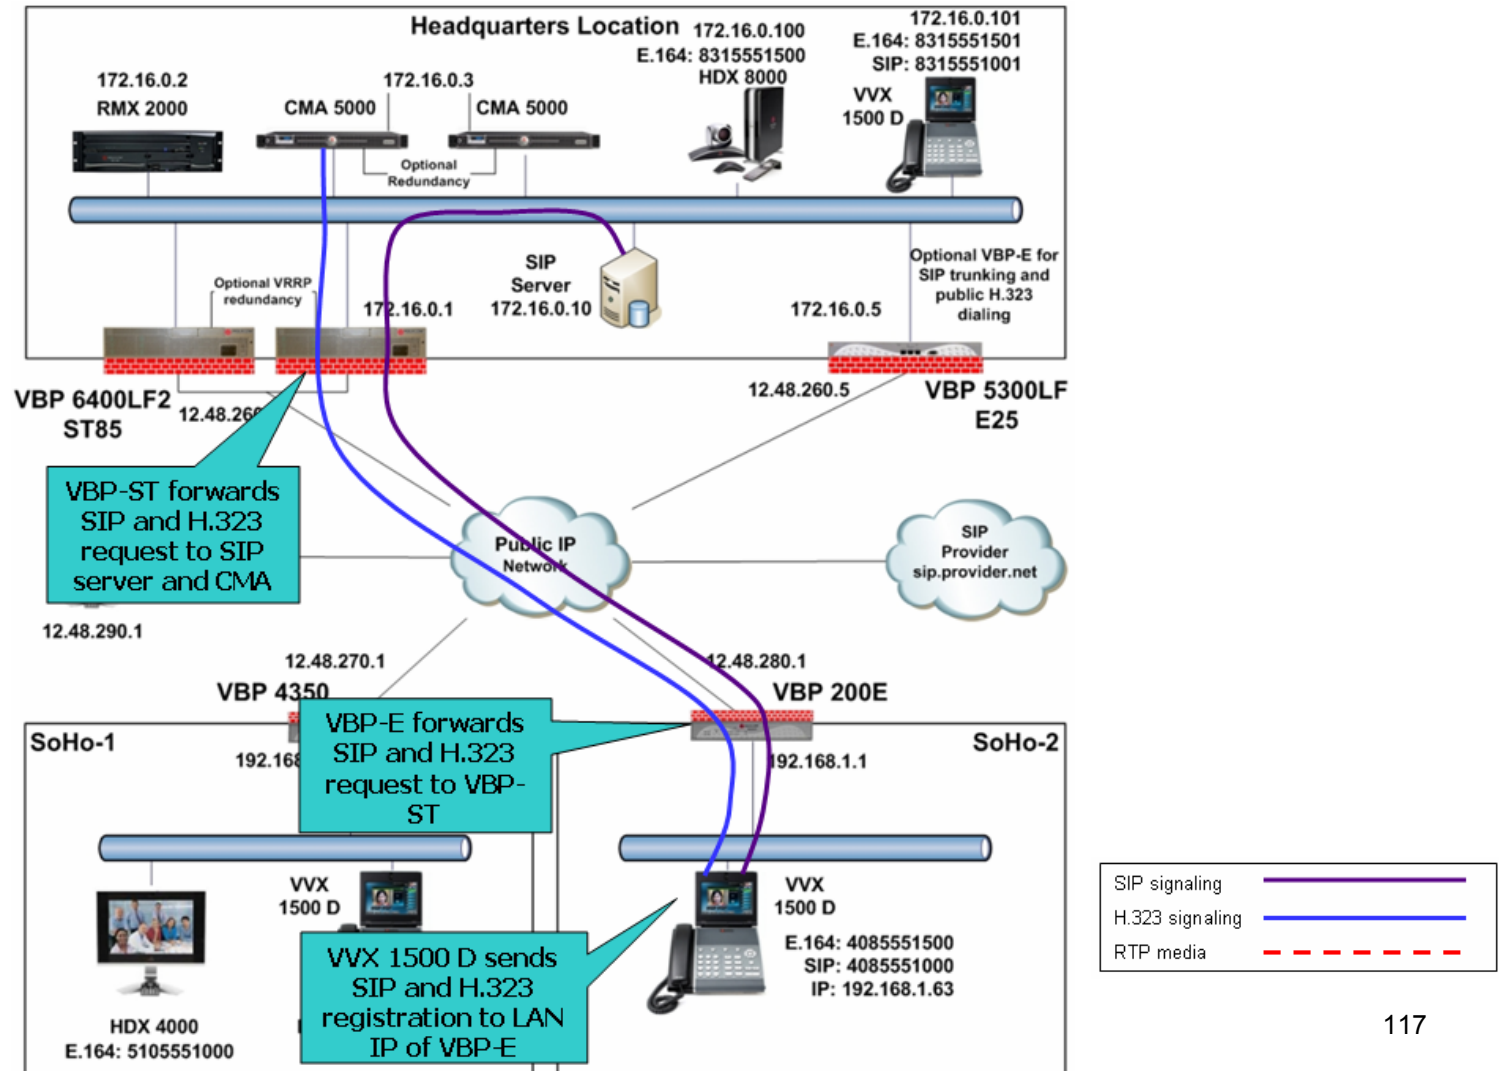 Headquarters Location
172.16.0.100
E.164: 8315551500
HDX 8000
172.16.0.101
E.164: 8315551501
SIP: 8315551001
VVX
1500 D
172.16.0.2
RMX 2000
172.16.0.3
CMA 5000
CMA 5000
Optional
Redundancy
Optional VRRP
redundancy
172.16.0.1
SIP
Server
172.16.0.10
172.16.0.5
Optional VBP-E for
SIP trunking and
public H.323
dialing
VBP 6400LF2
ST85
12.48.260
12.48.260.5
VBP 5300LF
E25
VBP-ST forwards
SIP and H.323
request to SIP
server and CMA
Public IP
Network
SIP
Provider
sip.provider.net
12.48.290.1
12.48.270.1
VBP 4350
12.48.280.1
VBP 200E
SoHo-1
192.168
VBP-E forwards
SIP and H.323
request to VBP-
ST
192.168.1.1
SoHo-2
VVX
1500 D
VVX
1500 D
E.164: 4085551500
SIP: 4085551000
IP: 192.168.1.63
VVX 1500 D sends
SIP and H.323
registration to LAN
IP of VBP-E
HDX 4000
E.164: 5105551000
SIP signaling
H.323 signaling
RTP media
117